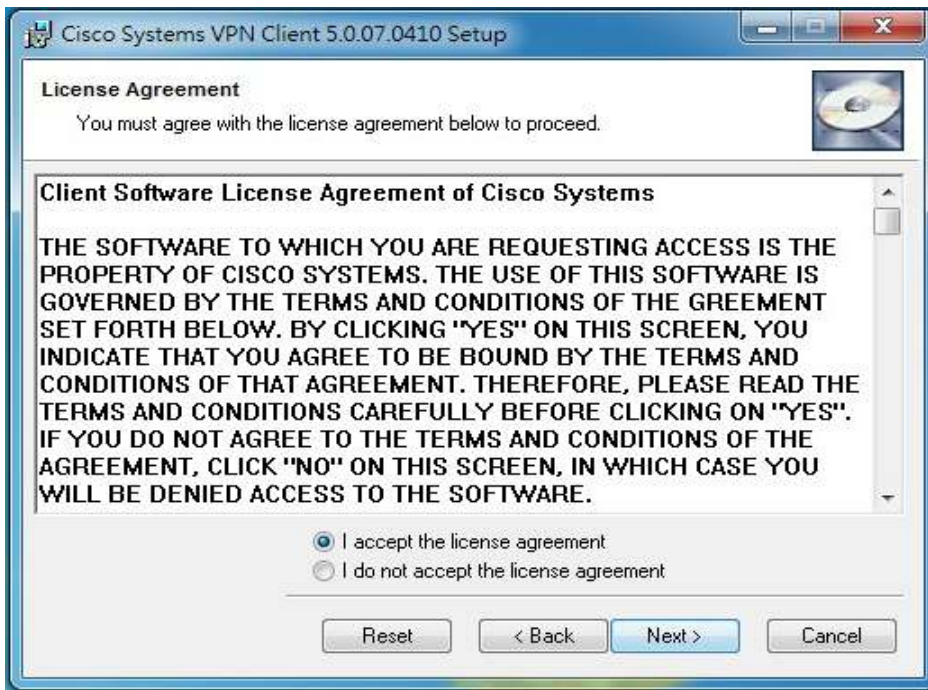 Cisco Systems VPN Client 5.0.07.0410 Setup
License Agreement
You must agree with the license agreement below to proceed.
Client Software License Agreement of Cisco Systems
THE SOFTWARE TO WHICH YOU ARE REQUESTING ACCESS IS THE
PROPERTY OF CISCO SYSTEMS. THE USE OF THIS SOFTWARE IS
GOVERNED BY THE TERMS AND CONDITIONS OF THE GREEMENT
SET FORTH BELOW. BY CLICKING "YES" ON THIS SCREEN, YOU
INDICATE THAT YOU AGREE TO BE BOUND BY THE TERMS AND
CONDITIONS OF THAT AGREEMENT. THEREFORE, PLEASE READ THE
TERMS AND CONDITIONS CAREFULLY BEFORE CLICKING ON "YES".
IF YOU DO NOT AGREE TO THE TERMS AND CONDITIONS OF THE
AGREEMENT, CLICK "NO" ON THIS SCREEN, IN WHICH CASE YOU
WILL BE DENIED ACCESS TO THE SOFTWARE.
I accept the license agreement
I do not accept the license agreement
Reset < Back Next > Cancel